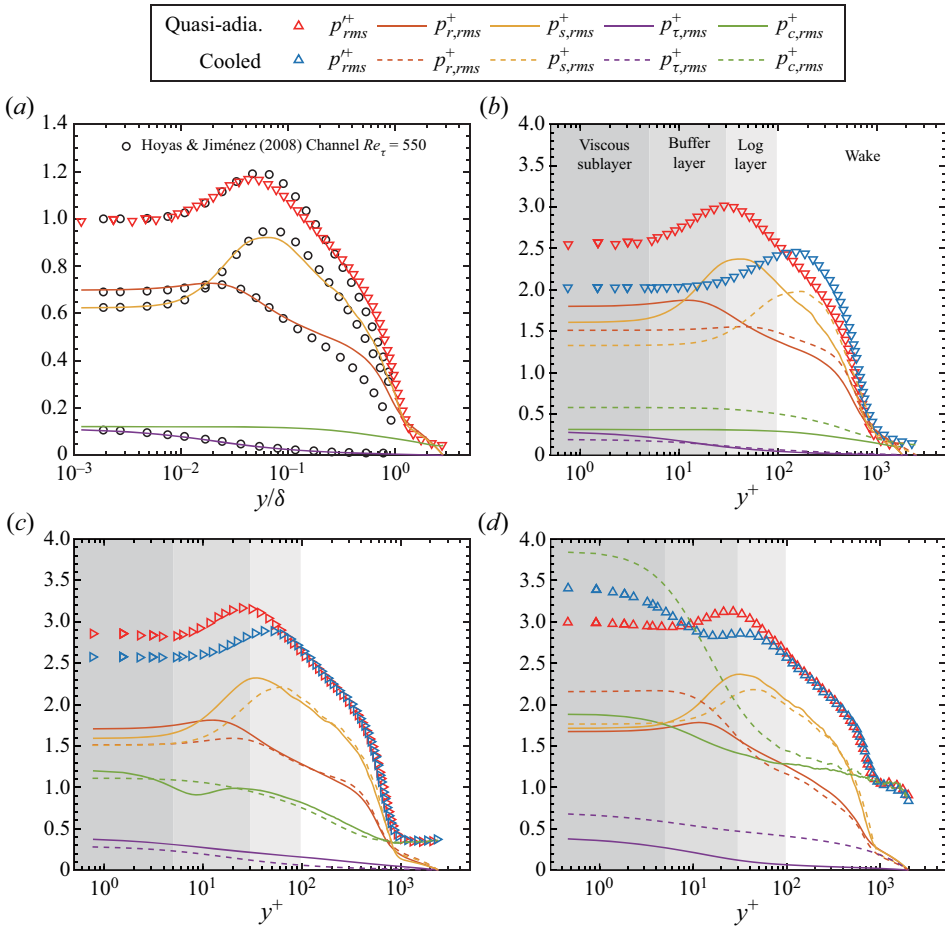 Quasi-adia. p′⁺rms p⁺r,rms p⁺s,rms p⁺τ,rms p⁺c,rms
Cooled p′⁺rms p⁺r,rms p⁺s,rms p⁺τ,rms p⁺c,rms
(a)
1.4
1.2
1.0
0.8
0.6
0.4
0.2
0
Hoyas & Jiménez (2008) Channel Reτ = 550
10⁻³ 10⁻² 10⁻¹ 10⁰
y/δ
(b)
4.0
3.5
3.0
2.5
2.0
1.5
1.0
0.5
0
Viscous
sublayer
Buffer
layer
Log
layer
Wake
10⁰ 10¹ 10² 10³
y⁺
(c)
4.0
3.5
3.0
2.5
2.0
1.5
1.0
0.5
0
10⁰ 10¹ 10² 10³
y⁺
(d)
4.0
3.5
3.0
2.5
2.0
1.5
1.0
0.5
0
10⁰ 10¹ 10² 10³
y⁺